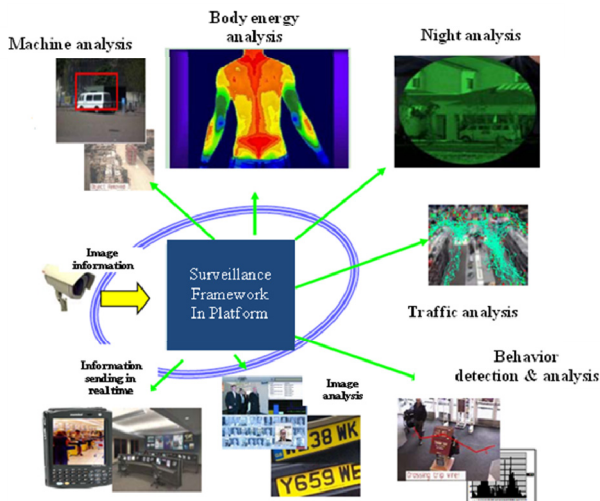 Body energy
analysis
Machine analysis
Night analysis
Image
information
Surveillance
Framework
In Platform
Traffic analysis
Information
sending in
real time
Image
analysis
Behavior
detection & analysis
38 WK
Y659 WE